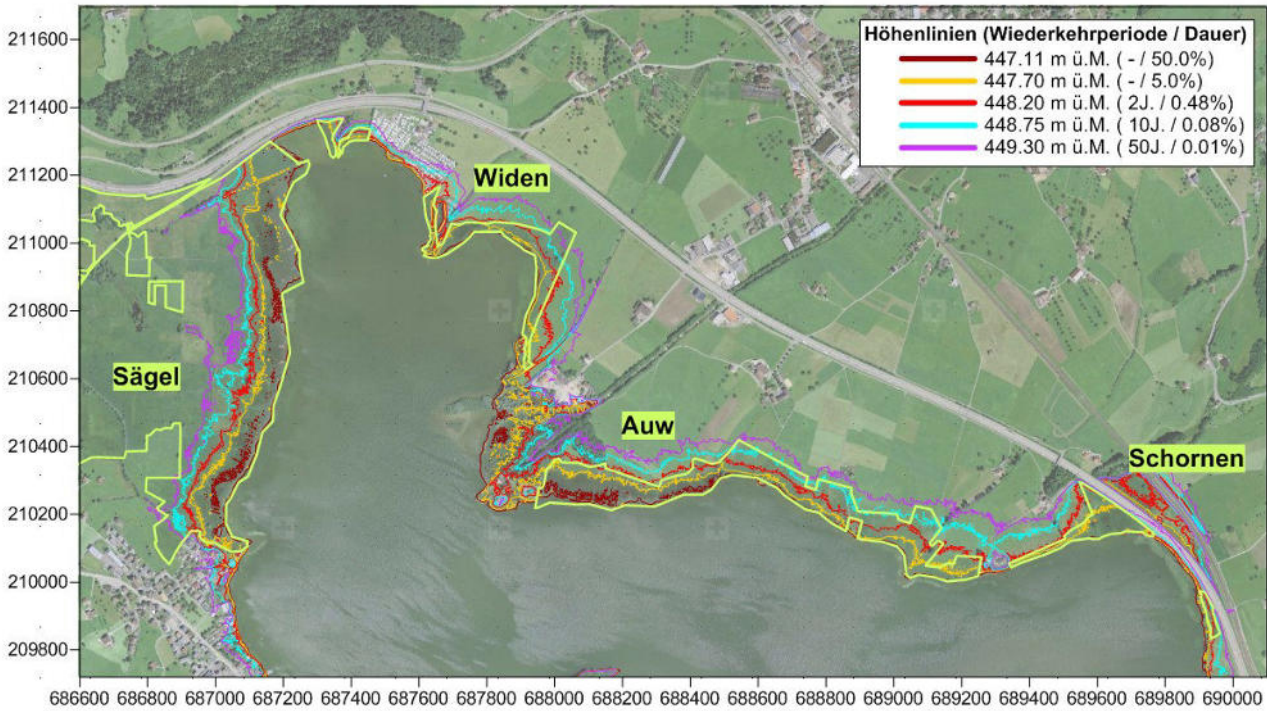 Höhenlinien (Wiederkehrperiode / Dauer)
447.11 m ü.M. ( - / 50.0%)
447.70 m ü.M. ( - / 5.0%)
448.20 m ü.M. ( 2J. / 0.48%)
448.75 m ü.M. ( 10J. / 0.08%)
449.30 m ü.M. ( 50J. / 0.01%)
211600
211400
211200
211000
210800
210600
210400
210200
210000
209800
Widen
Sägel
Auw
Schornen
686600 686800 687000 687200 687400 687600 687800 688000 688200 688400 688600 688800 689000 689200 689400 689600 689800 690000